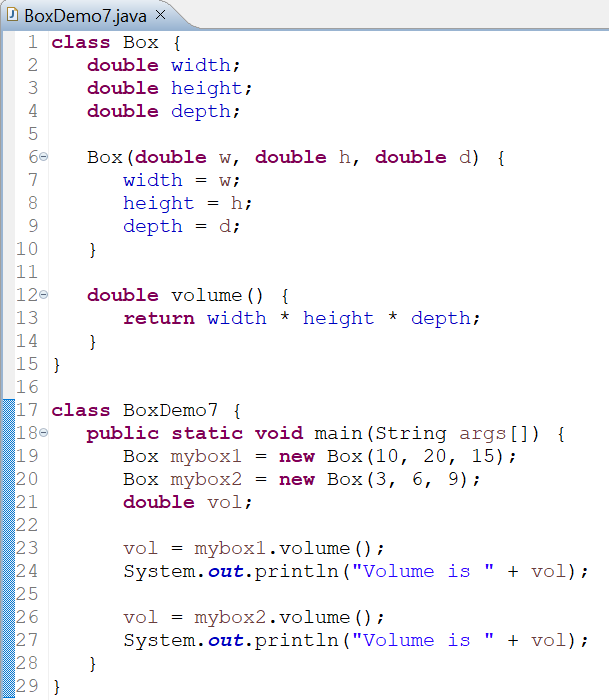 BoxDemo7.java
1 class Box {
2    double width;
3    double height;
4    double depth;
5
6    Box(double w, double h, double d) {
7       width = w;
8       height = h;
9       depth = d;
10    }
11
12    double volume() {
13       return width * height * depth;
14    }
15 }
16
17 class BoxDemo7 {
18    public static void main(String args[]) {
19       Box mybox1 = new Box(10, 20, 15);
20       Box mybox2 = new Box(3, 6, 9);
21       double vol;
22
23       vol = mybox1.volume();
24       System.out.println("Volume is " + vol);
25
26       vol = mybox2.volume();
27       System.out.println("Volume is " + vol);
28    }
29 }